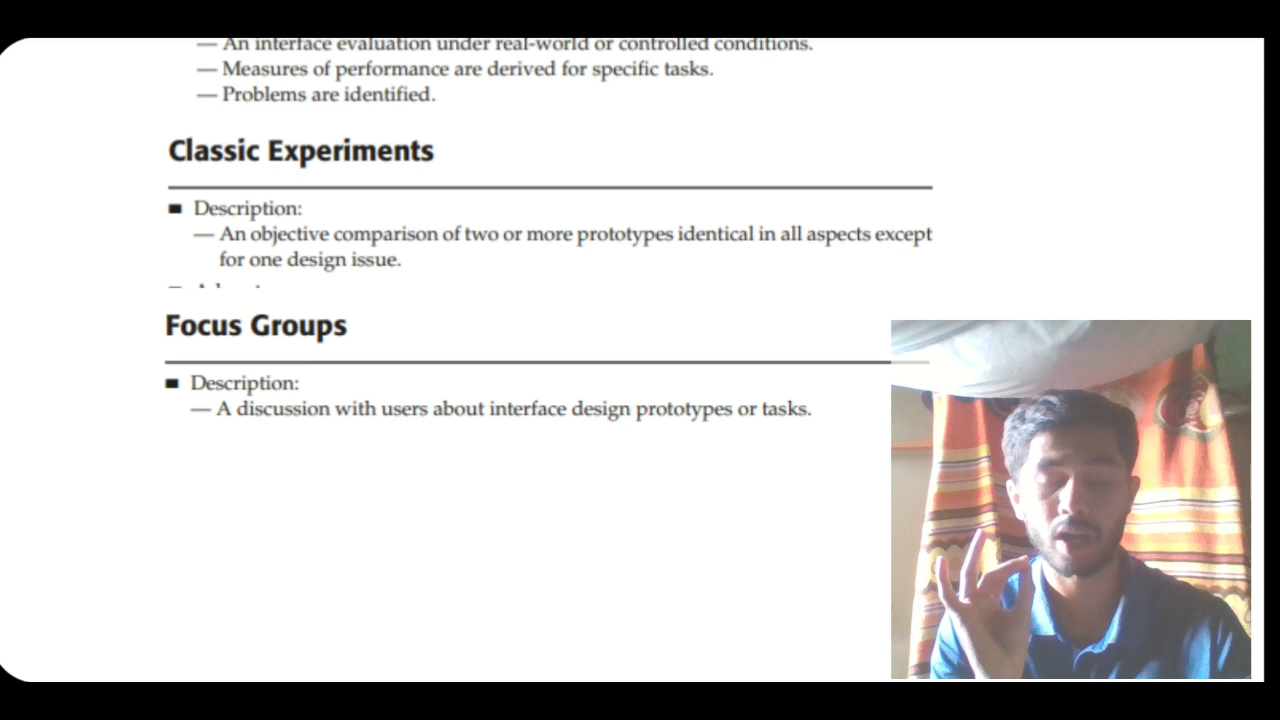 — An interface evaluation under real-world or controlled conditions.
— Measures of performance are derived for specific tasks.
— Problems are identified.
Classic Experiments
■ Description:
— An objective comparison of two or more prototypes identical in all aspects except
for one design issue.
Focus Groups
■ Description:
— A discussion with users about interface design prototypes or tasks.